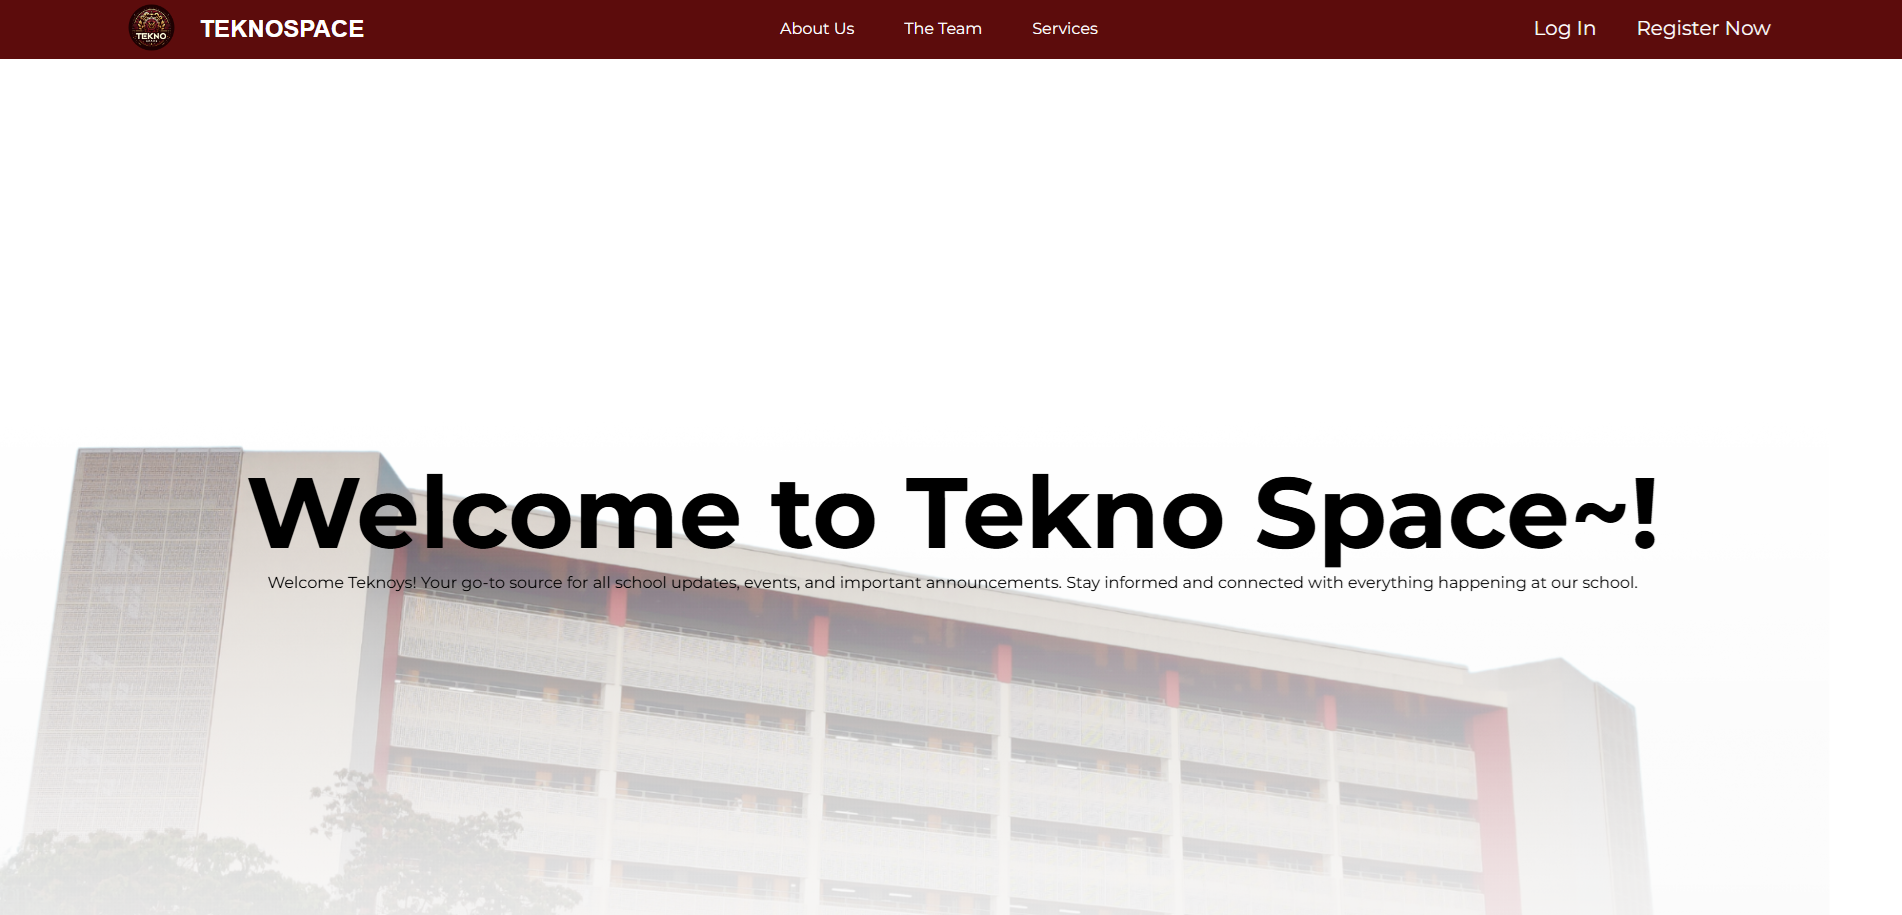 TEKNO
TEKNOSPACE
About Us
The Team
Services
Log In
Register Now
Welcome to Tekno Space~!
Welcome Teknoys! Your go-to source for all school updates, events, and important announcements. Stay informed and connected with everything happening at our school.